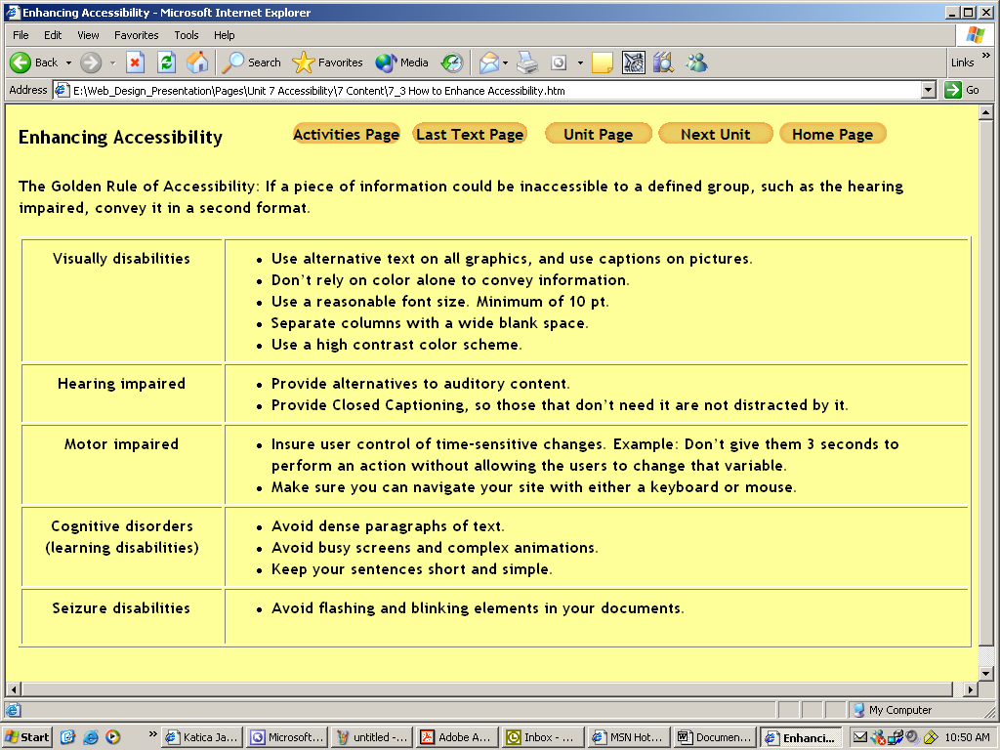 Enhancing Accessibility - Microsoft Internet Explorer
File Edit View Favorites Tools Help
Back Search Favorites Media Links »
Address E:\Web_Design_Presentation\Pages\Unit 7 Accessibility\7 Content\7_3 How to Enhance Accessibility.htm Go
Enhancing Accessibility Activities Page Last Text Page Unit Page Next Unit Home Page
The Golden Rule of Accessibility: If a piece of information could be inaccessible to a defined group, such as the hearing
impaired, convey it in a second format.
Visually disabilities
• Use alternative text on all graphics, and use captions on pictures.
• Don't rely on color alone to convey information.
• Use a reasonable font size. Minimum of 10 pt.
• Separate columns with a wide blank space.
• Use a high contrast color scheme.
Hearing impaired
• Provide alternatives to auditory content.
• Provide Closed Captioning, so those that don't need it are not distracted by it.
Motor impaired
• Insure user control of time-sensitive changes. Example: Don't give them 3 seconds to
perform an action without allowing the users to change that variable.
• Make sure you can navigate your site with either a keyboard or mouse.
Cognitive disorders
(learning disabilities)
• Avoid dense paragraphs of text.
• Avoid busy screens and complex animations.
• Keep your sentences short and simple.
Seizure disabilities
• Avoid flashing and blinking elements in your documents.
My Computer
Start » Katica Ja... Microsoft... untitled -... Adobe A... Inbox - ... MSN Hot... Documen... Enhanci... 10:50 AM